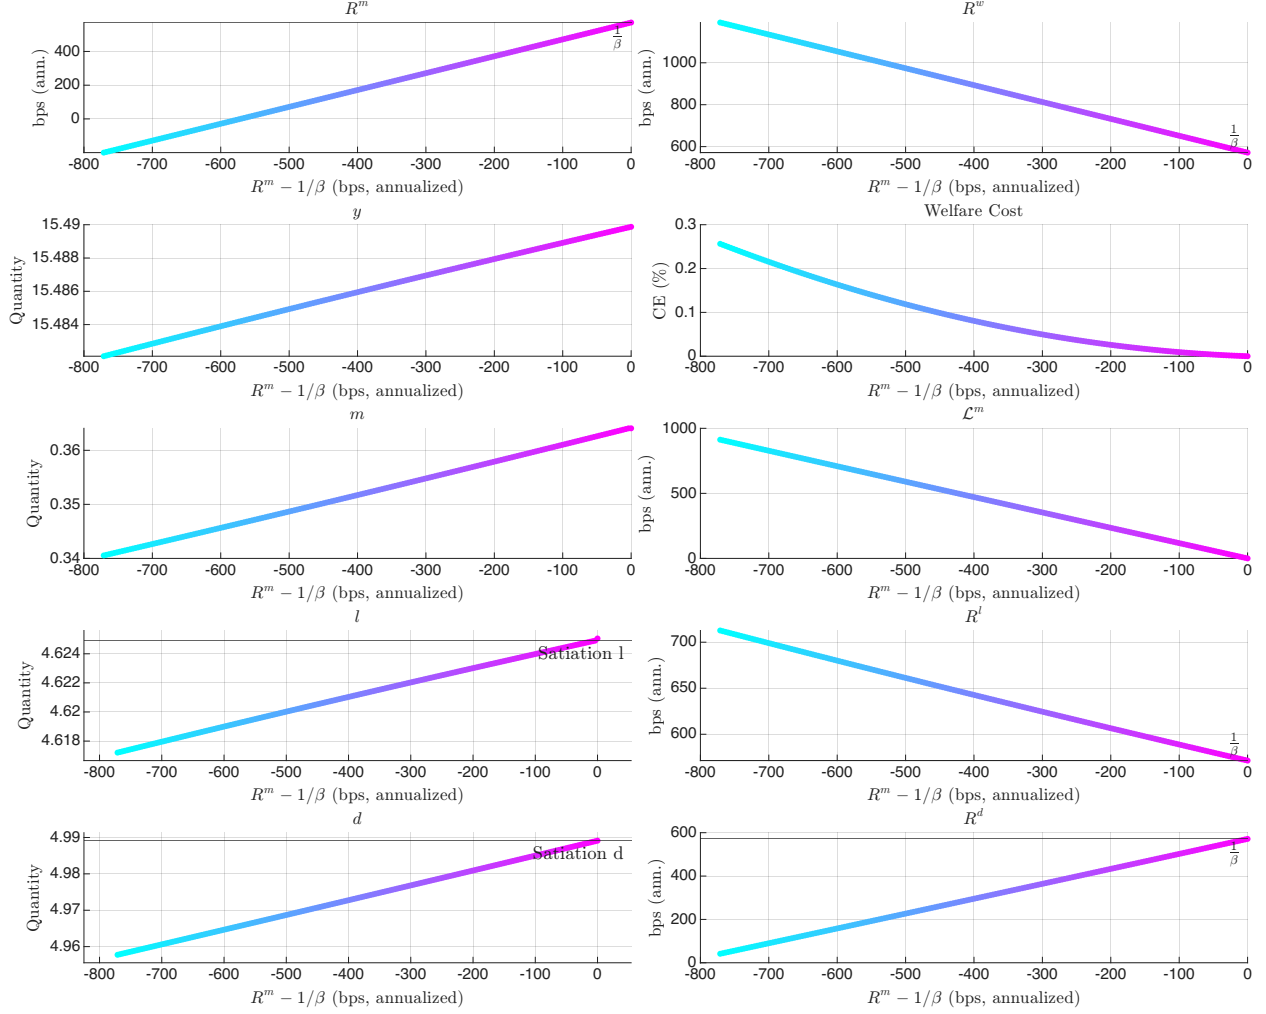 R^m
bps (ann.)
400
200
0
1/β
-800 -700 -600 -500 -400 -300 -200 -100 0
R^m − 1/β (bps, annualized)
R^w
bps (ann.)
1000
800
600
1/β
-800 -700 -600 -500 -400 -300 -200 -100 0
R^m − 1/β (bps, annualized)
y
Quantity
15.49
15.488
15.486
15.484
-800 -700 -600 -500 -400 -300 -200 -100 0
R^m − 1/β (bps, annualized)
Welfare Cost
CE (%)
0.3
0.2
0.1
0
-800 -700 -600 -500 -400 -300 -200 -100 0
R^m − 1/β (bps, annualized)
m
Quantity
0.36
0.35
0.34
-800 -700 -600 -500 -400 -300 -200 -100 0
R^m − 1/β (bps, annualized)
ℒ^m
bps (ann.)
1000
500
0
-800 -700 -600 -500 -400 -300 -200 -100 0
R^m − 1/β (bps, annualized)
l
Quantity
4.624
4.622
4.62
4.618
Satiation l
-800 -700 -600 -500 -400 -300 -200 -100 0
R^m − 1/β (bps, annualized)
R^l
bps (ann.)
700
650
600
1/β
-800 -700 -600 -500 -400 -300 -200 -100 0
R^m − 1/β (bps, annualized)
d
Quantity
4.99
4.98
4.97
4.96
Satiation d
-800 -700 -600 -500 -400 -300 -200 -100 0
R^m − 1/β (bps, annualized)
R^d
bps (ann.)
600
400
200
0
1/β
-800 -700 -600 -500 -400 -300 -200 -100 0
R^m − 1/β (bps, annualized)